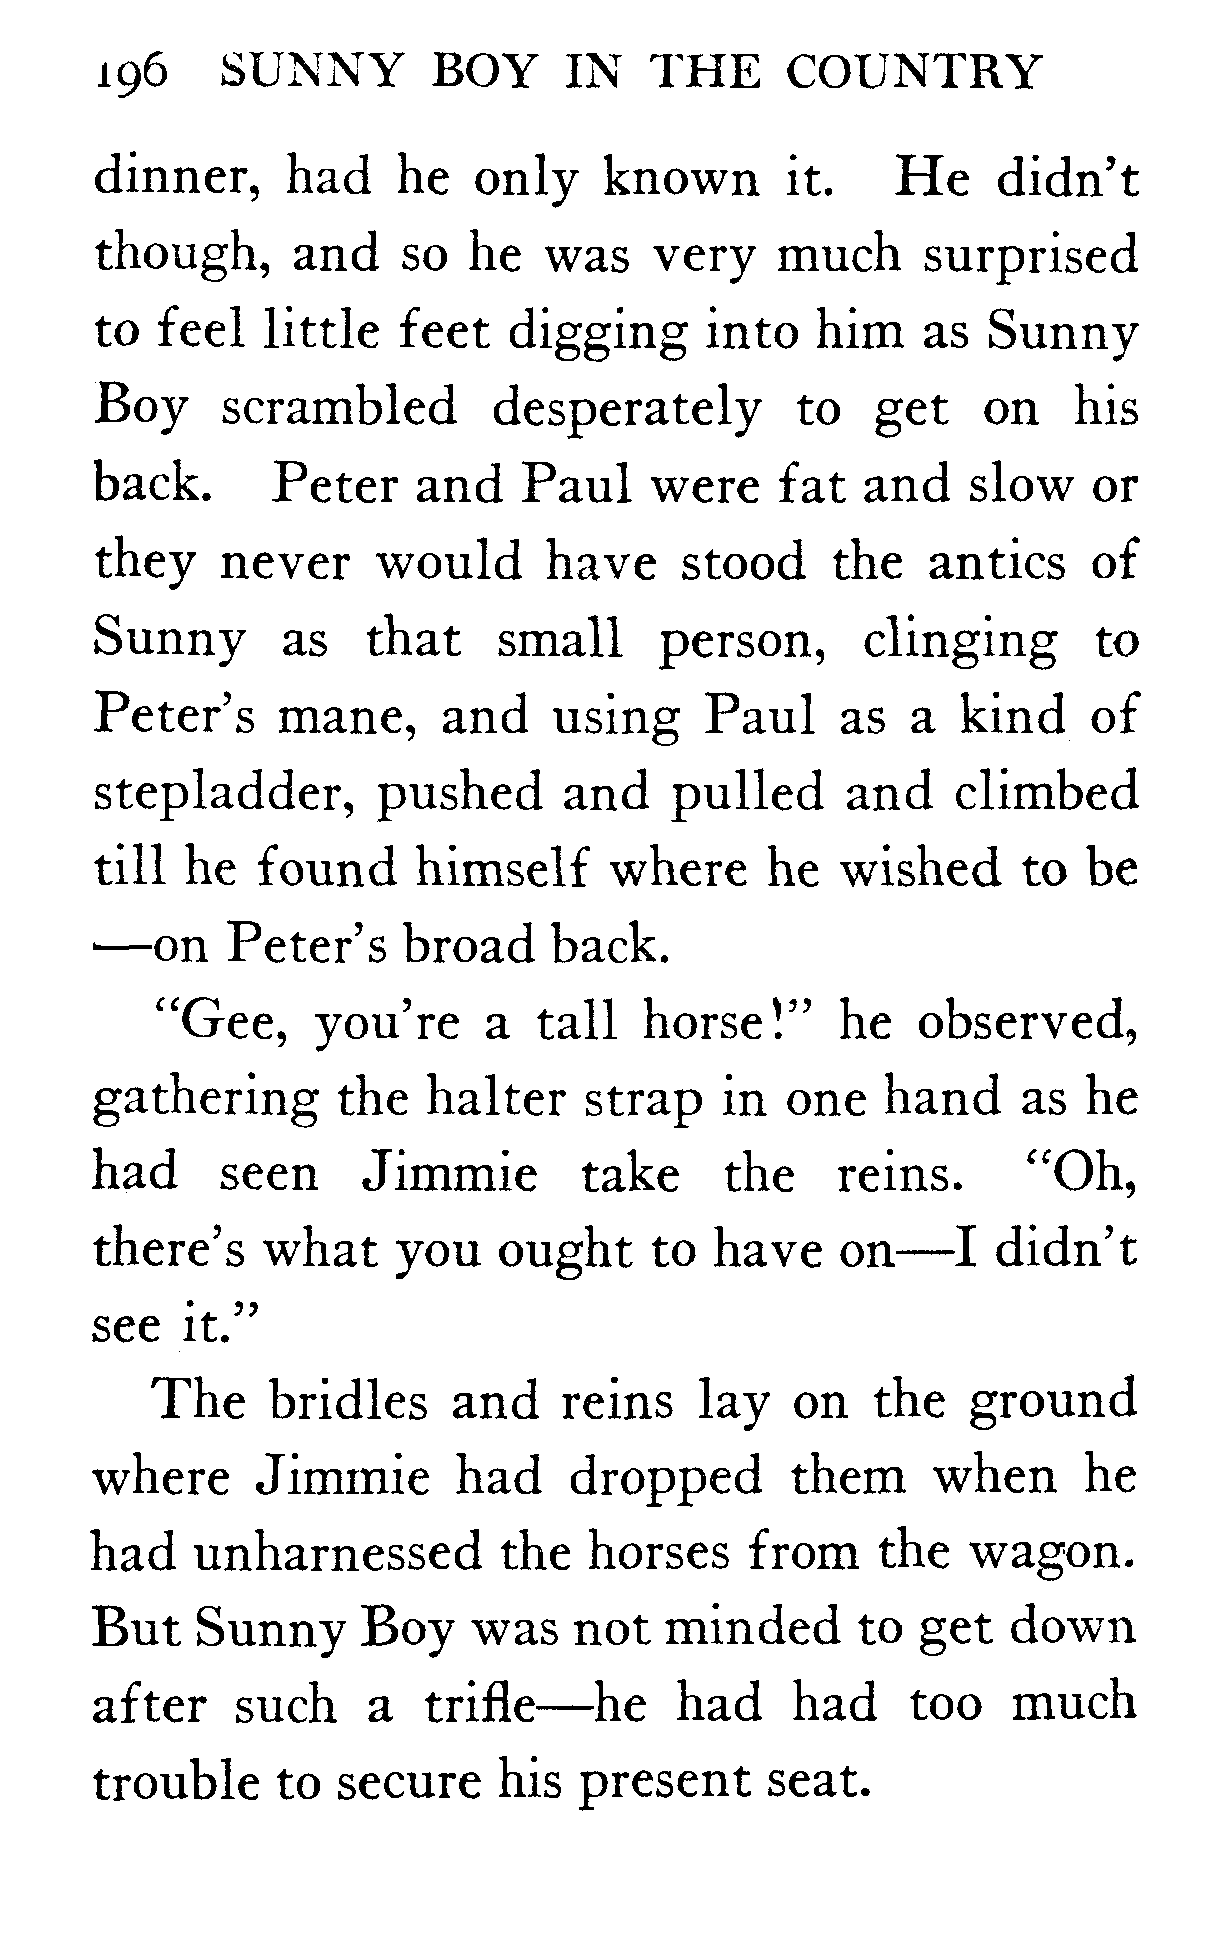 196 SUNNY BOY IN THE COUNTRY
dinner, had he only known it. He didn't
though, and so he was very much surprised
to feel little feet digging into him as Sunny
Boy scrambled desperately to get on his
back. Peter and Paul were fat and slow or
they never would have stood the antics of
Sunny as that small person, clinging to
Peter's mane, and using Paul as a kind of
stepladder, pushed and pulled and climbed
till he found himself where he wished to be
—on Peter's broad back.
"Gee, you're a tall horse!" he observed,
gathering the halter strap in one hand as he
had seen Jimmie take the reins. "Oh,
there's what you ought to have on—I didn't
see it."
The bridles and reins lay on the ground
where Jimmie had dropped them when he
had unharnessed the horses from the wagon.
But Sunny Boy was not minded to get down
after such a trifle—he had had too much
trouble to secure his present seat.